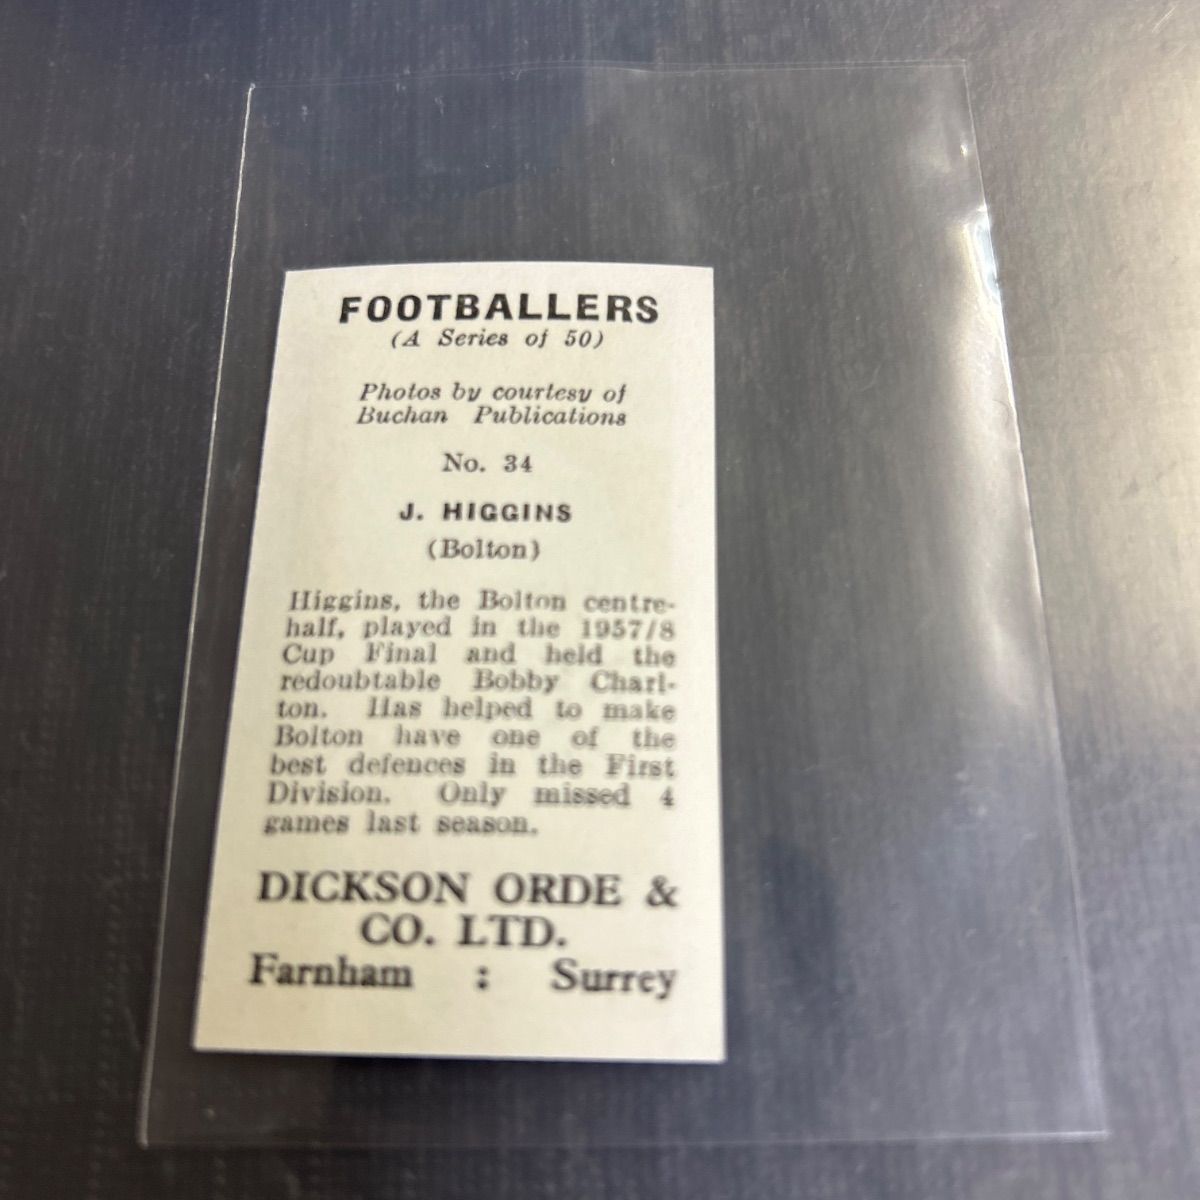 FOOTBALLERS
(A Series of 50)
Photos by courtesy of
Buchan Publications
No. 34
J. HIGGINS
(Bolton)
Higgins, the Bolton centre-
half, played in the 1957/8
Cup Final and held the
redoubtable Bobby Charl-
ton. Has helped to make
Bolton have one of the
best defences in the First
Division. Only missed 4
games last season.
DICKSON ORDE &
CO. LTD.
Farnham : Surrey